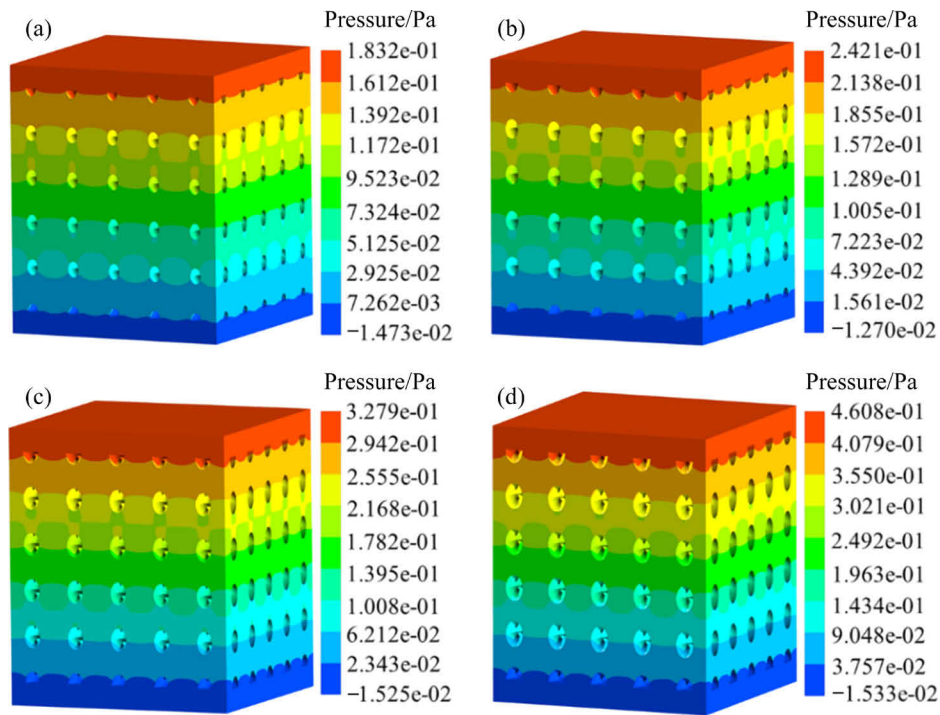 (a)
Pressure/Pa
1.832e-01
1.612e-01
1.392e-01
1.172e-01
9.523e-02
7.324e-02
5.125e-02
2.925e-02
7.262e-03
−1.473e-02
(b)
Pressure/Pa
2.421e-01
2.138e-01
1.855e-01
1.572e-01
1.289e-01
1.005e-01
7.223e-02
4.392e-02
1.561e-02
−1.270e-02
(c)
Pressure/Pa
3.279e-01
2.942e-01
2.555e-01
2.168e-01
1.782e-01
1.395e-01
1.008e-01
6.212e-02
2.343e-02
−1.525e-02
(d)
Pressure/Pa
4.608e-01
4.079e-01
3.550e-01
3.021e-01
2.492e-01
1.963e-01
1.434e-01
9.048e-02
3.757e-02
−1.533e-02